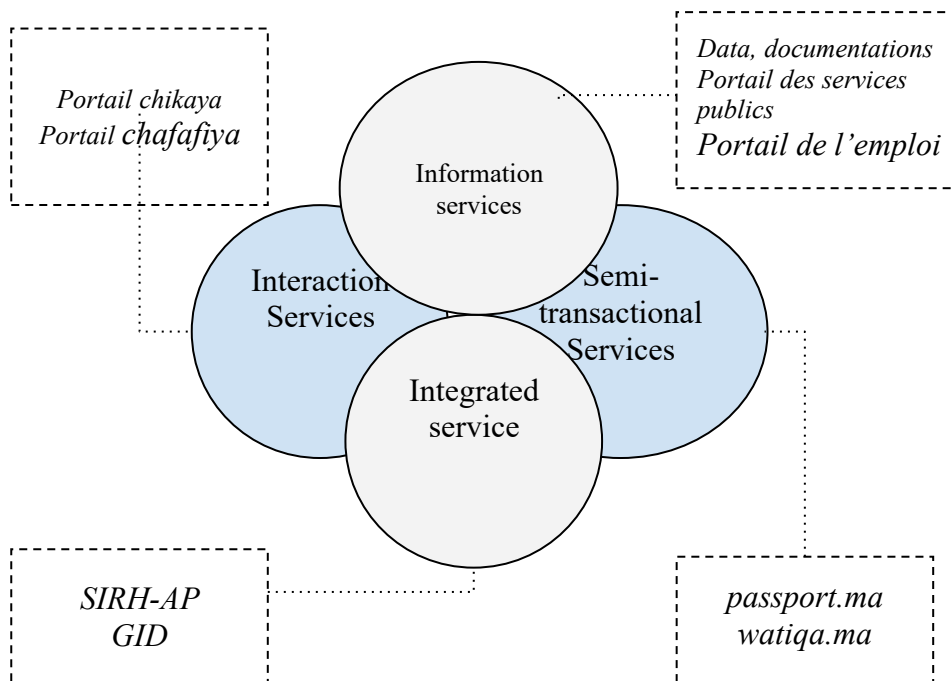 Portail chikaya
Portail chafafiya
Data, documentations
Portail des services
publics
Portail de l’emploi
Information
services
Interaction
Services
Semi-
transactional
Services
Integrated
service
SIRH-AP
GID
passport.ma
watiqa.ma